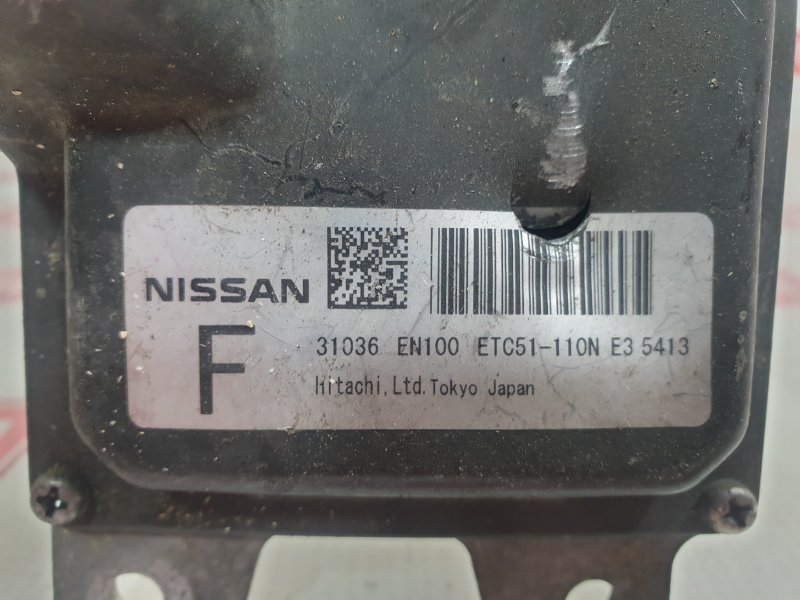 NISSAN
F
31036 EN100 ETC51-110N E3 5413
Hitachi, Ltd. Tokyo Japan